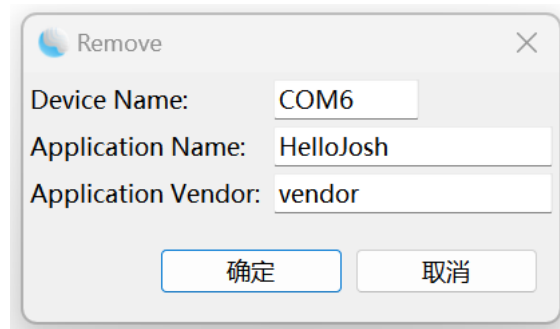 Remove
Device Name: COM6
Application Name: HelloJosh
Application Vendor: vendor
确定 取消